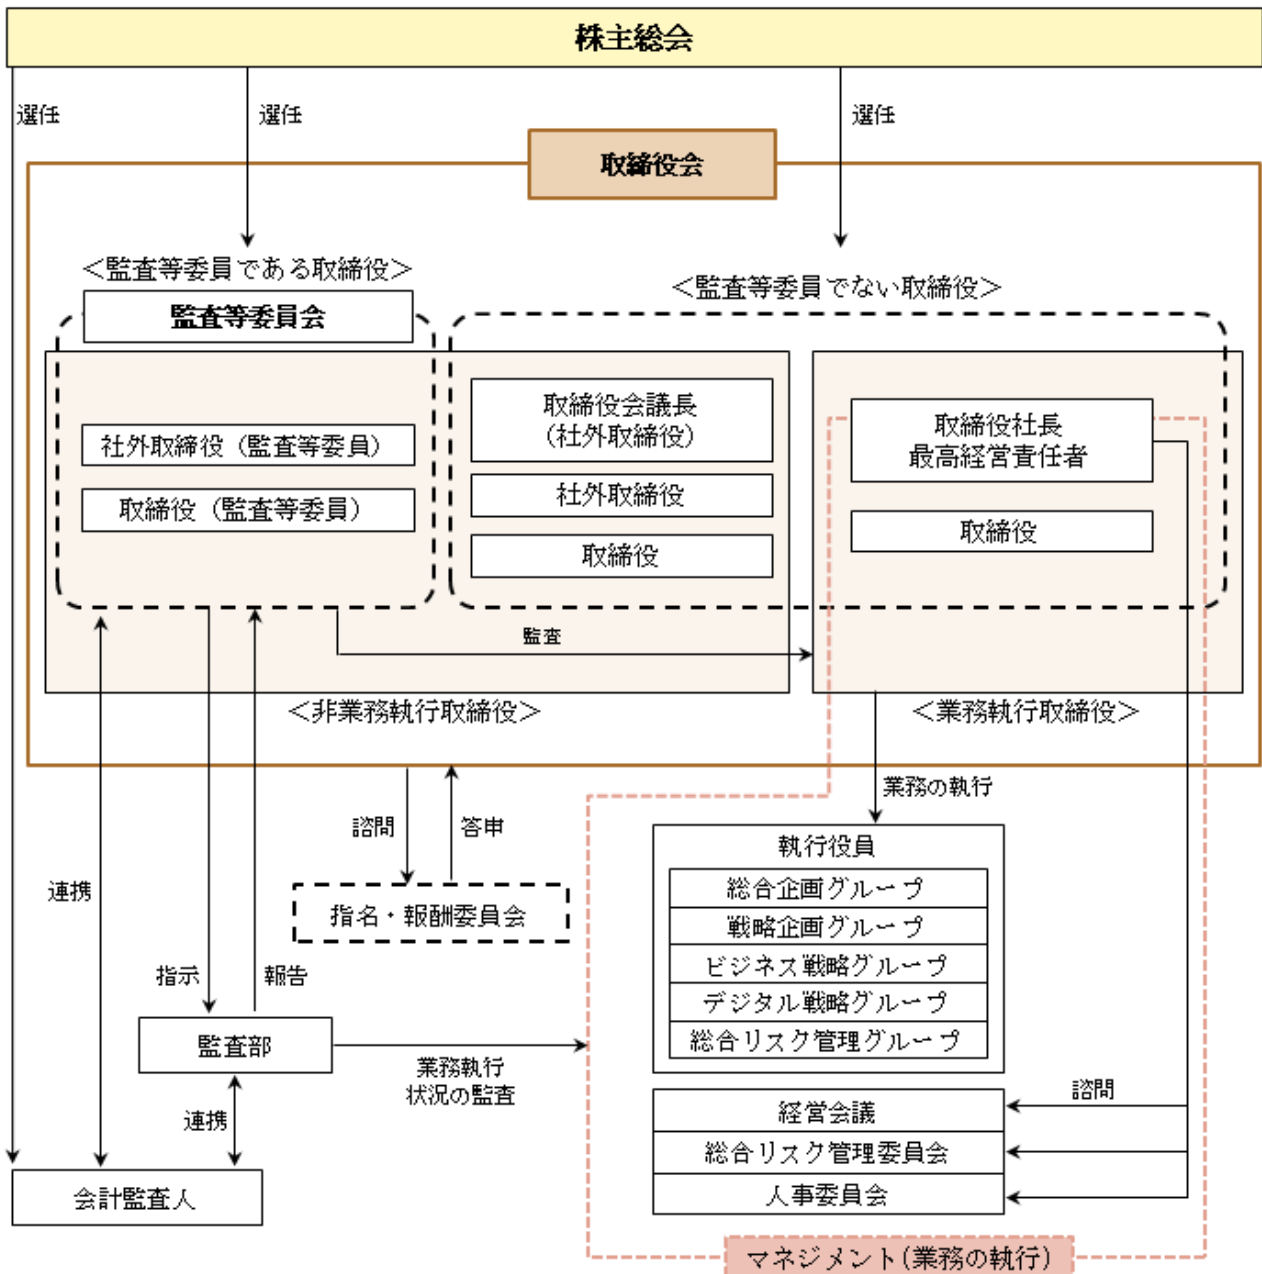 株主総会
選任
選任
選任
取締役会
＜監査等委員である取締役＞
＜監査等委員でない取締役＞
監査等委員会
社外取締役（監査等委員）
取締役（監査等委員）
取締役会議長
（社外取締役）
社外取締役
取締役
取締役社長
最高経営責任者
取締役
監査
＜非業務執行取締役＞
＜業務執行取締役＞
業務の執行
諮問
答申
連携
指名・報酬委員会
執行役員
総合企画グループ
戦略企画グループ
ビジネス戦略グループ
デジタル戦略グループ
総合リスク管理グループ
指示
報告
監査部
業務執行
状況の監査
連携
諮問
経営会議
総合リスク管理委員会
人事委員会
会計監査人
マネジメント(業務の執行)